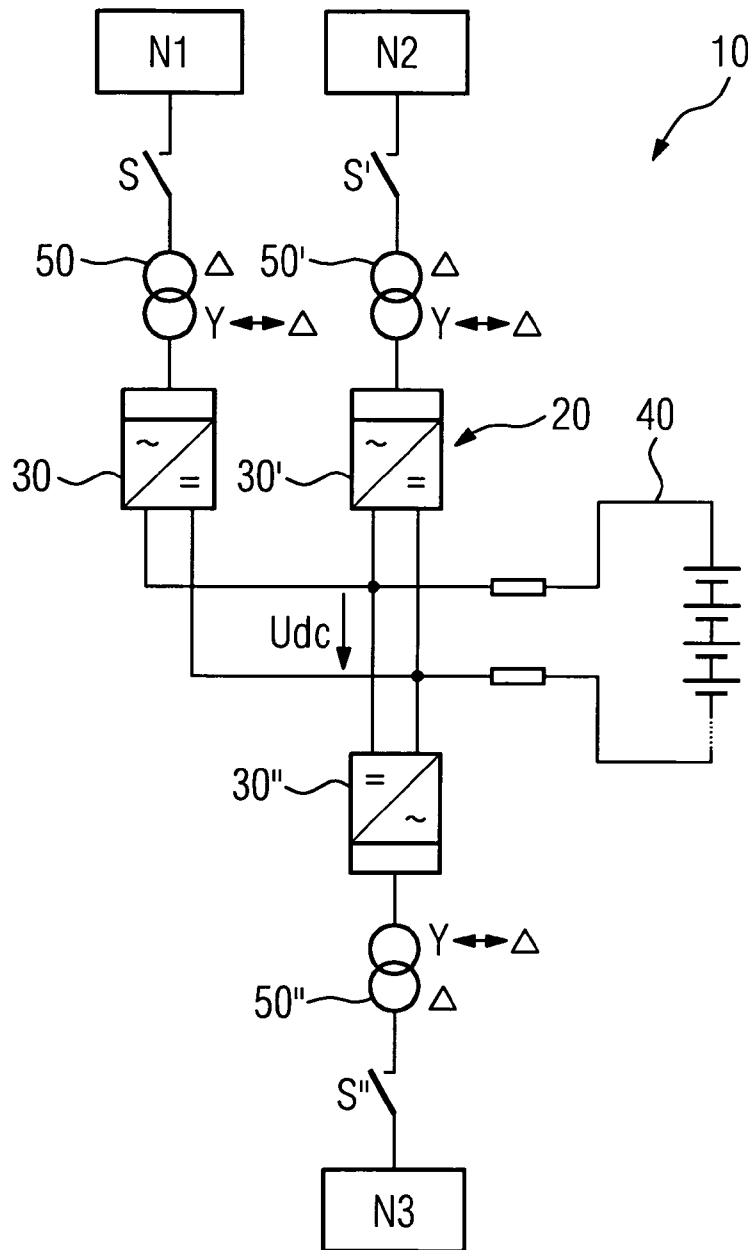 N1 N2 10
S S'
50 △ 50' △
Y ↔ △ Y ↔ △
20 40
~ = ~ =
30 30'
Udc
30" = ~
Y ↔ △
50" △
S"
N3